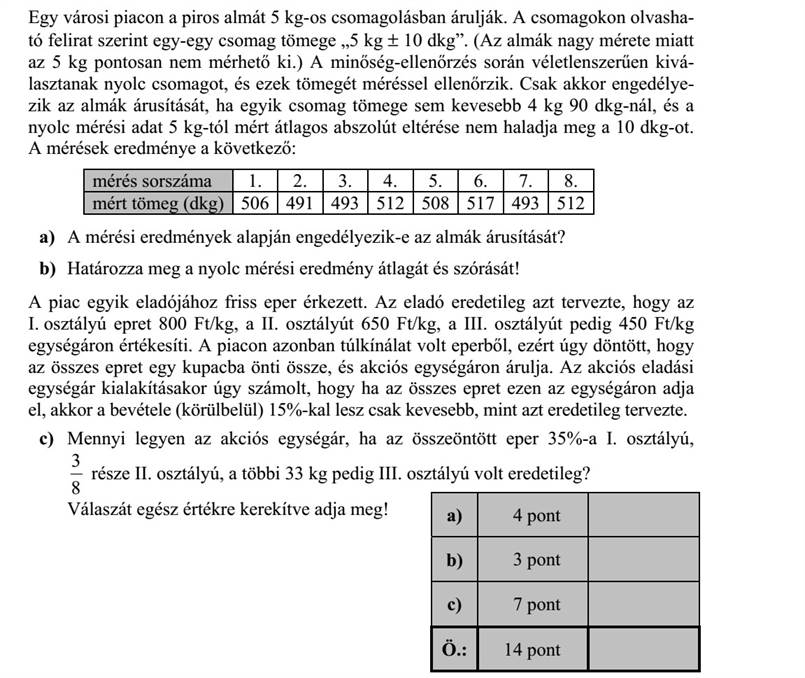 Egy városi piacon a piros almát 5 kg-os csomagolásban árulják. A csomagokon olvasha-
tó felirat szerint egy-egy csomag tömege „5 kg ± 10 dkg”. (Az almák nagy mérete miatt
az 5 kg pontosan nem mérhető ki.) A minőség-ellenőrzés során véletlenszerűen kivá-
lasztanak nyolc csomagot, és ezek tömegét méréssel ellenőrzik. Csak akkor engedélye-
zik az almák árusítását, ha egyik csomag tömege sem kevesebb 4 kg 90 dkg-nál, és a
nyolc mérési adat 5 kg-tól mért átlagos abszolút eltérése nem haladja meg a 10 dkg-ot.
A mérések eredménye a következő:
mérés sorszáma 1. 2. 3. 4. 5. 6. 7. 8.
mért tömeg (dkg) 506 491 493 512 508 517 493 512
a) A mérési eredmények alapján engedélyezik-e az almák árusítását?
b) Határozza meg a nyolc mérési eredmény átlagát és szórását!
A piac egyik eladójához friss eper érkezett. Az eladó eredetileg azt tervezte, hogy az
I. osztályú epret 800 Ft/kg, a II. osztályút 650 Ft/kg, a III. osztályút pedig 450 Ft/kg
egységáron értékesíti. A piacon azonban túlkínálat volt eperből, ezért úgy döntött, hogy
az összes epret egy kupacba önti össze, és akciós egységáron árulja. Az akciós eladási
egységár kialakításakor úgy számolt, hogy ha az összes epret ezen az egységáron adja
el, akkor a bevétele (körülbelül) 15%-kal lesz csak kevesebb, mint azt eredetileg tervezte.
c) Mennyi legyen az akciós egységár, ha az összeöntött eper 35%-a I. osztályú,
3/8 része II. osztályú, a többi 33 kg pedig III. osztályú volt eredetileg?
Válaszát egész értékre kerekítve adja meg!
a) 4 pont
b) 3 pont
c) 7 pont
Ö.: 14 pont